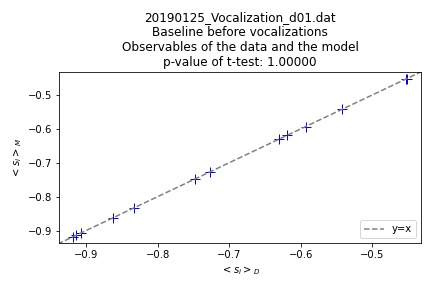 20190125_Vocalization_d01.dat
Baseline before vocalizations
Observables of the data and the model
p-value of t-test: 1.00000
< s_i >_M
−0.5
−0.6
−0.7
−0.8
−0.9
y=x
−0.9 −0.8 −0.7 −0.6 −0.5
< s_i >_D